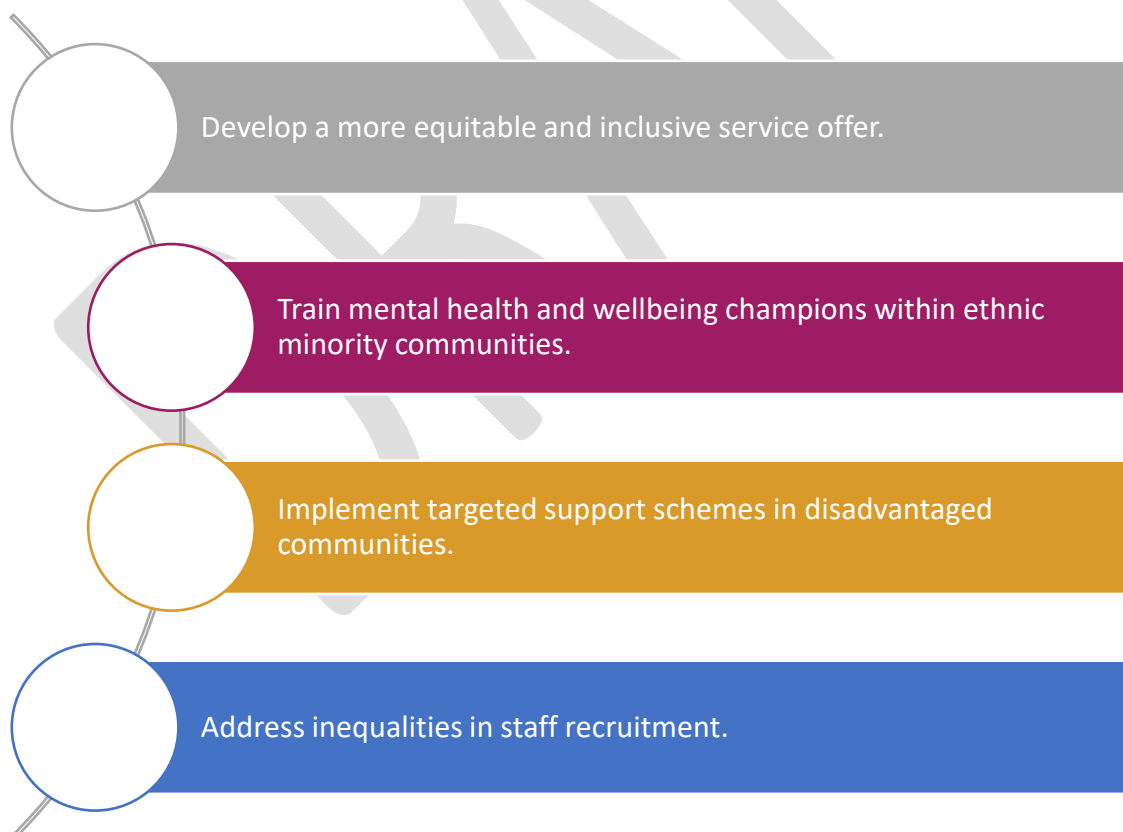 Develop a more equitable and inclusive service offer.
Train mental health and wellbeing champions within ethnic
minority communities.
Implement targeted support schemes in disadvantaged
communities.
Address inequalities in staff recruitment.